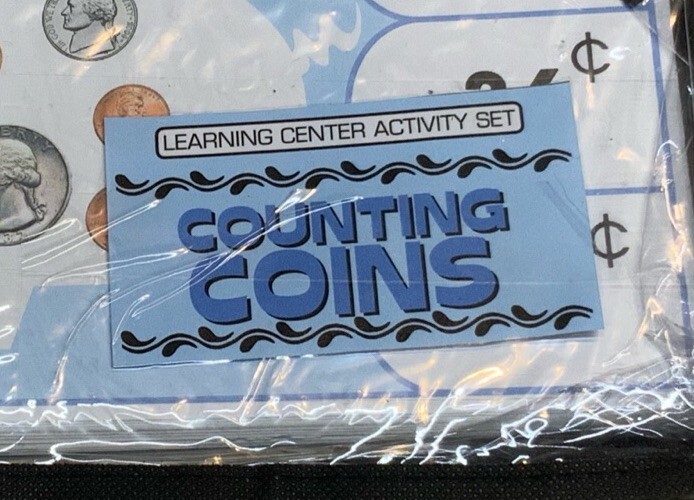 ¢
LEARNING CENTER ACTIVITY SET
COUNTING
COINS
¢